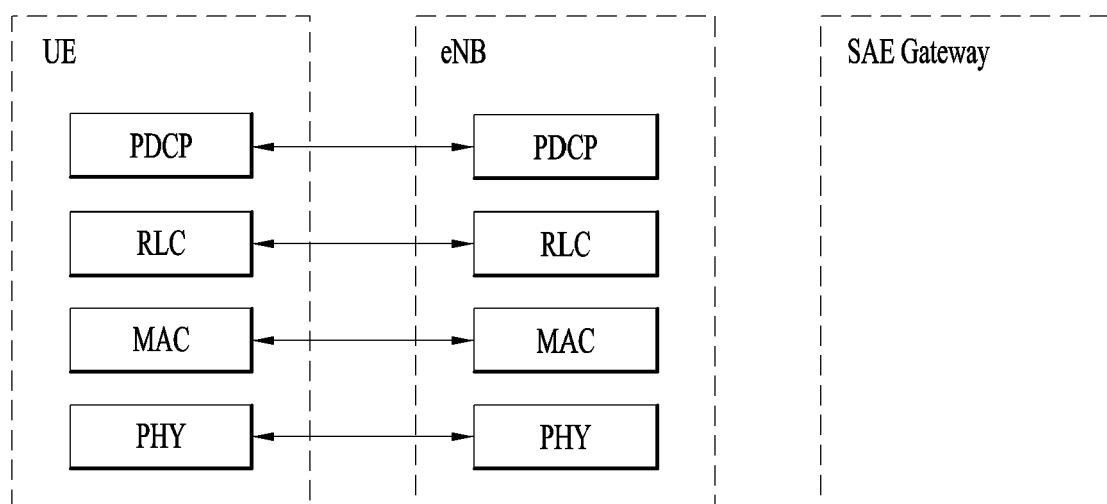 UE eNB SAE Gateway
PDCP PDCP
RLC RLC
MAC MAC
PHY PHY